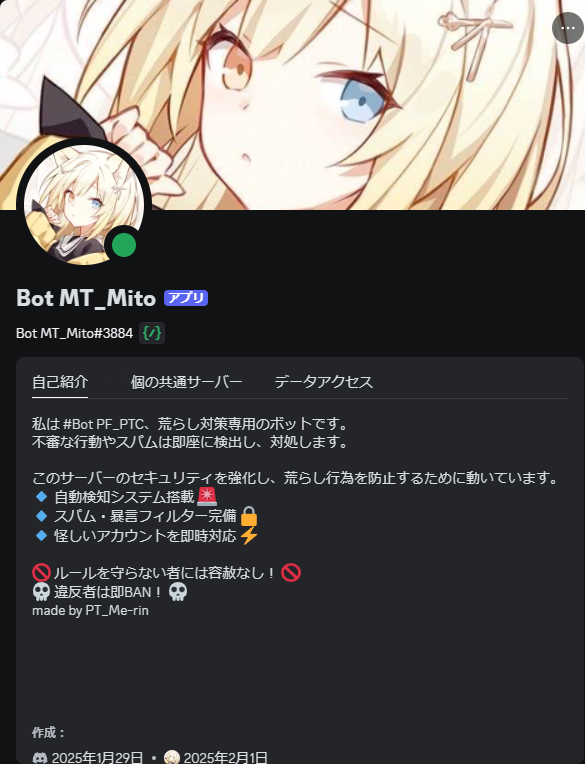 Bot MT_Mito アプリ
Bot MT_Mito#3884
自己紹介 個の共通サーバー データアクセス
私は #Bot PF_PTC、荒らし対策専用のボットです。
不審な行動やスパムは即座に検出し、対処します。
このサーバーのセキュリティを強化し、荒らし行為を防止するために動いています。
🔹 自動検知システム搭載 🚨
🔹 スパム・暴言フィルター完備 🔒
🔹 怪しいアカウントを即時対応 ⚡
🚫 ルールを守らない者には容赦なし！ 🚫
💀 違反者は即BAN！ 💀
made by PT_Me-rin
作成：
2025年1月29日 • 2025年2月1日